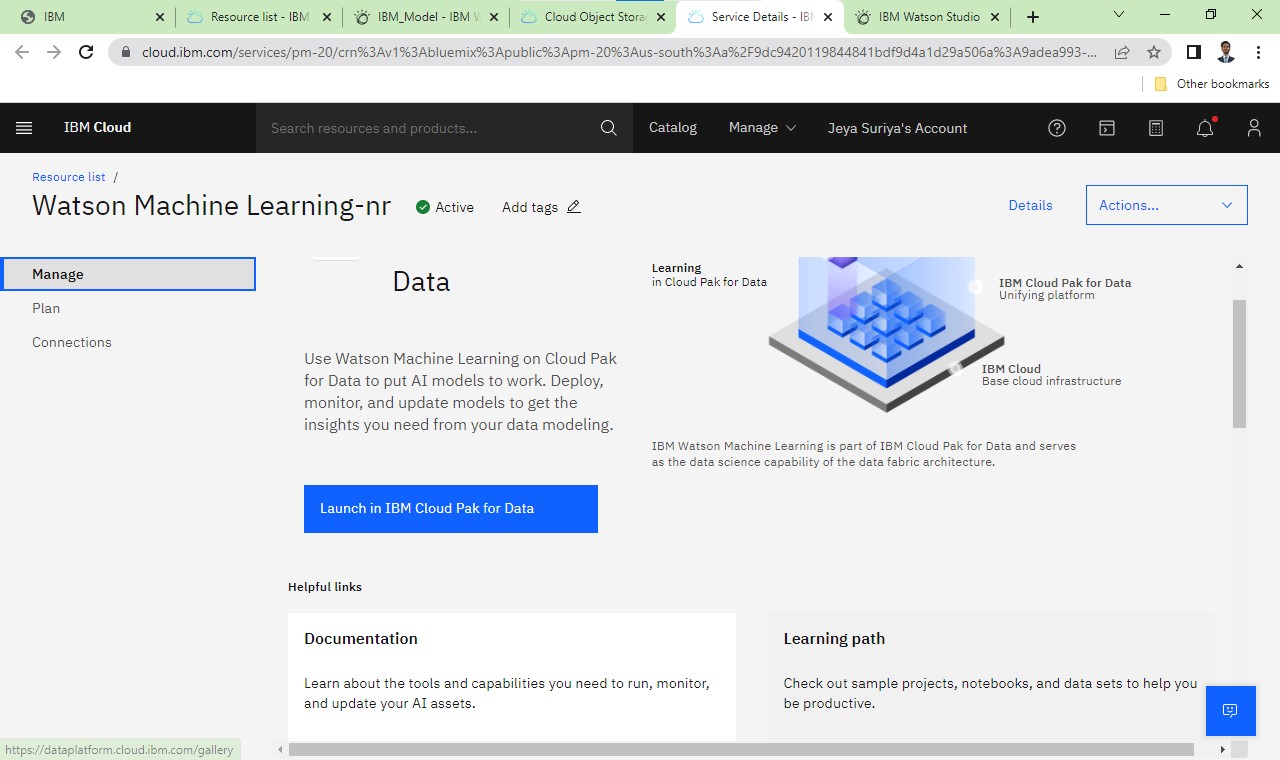 IBM
Resource list - IBM
IBM_Model - IBM W
Cloud Object Storag
Service Details - IBM
IBM Watson Studio
cloud.ibm.com/services/pm-20/crn%3Av1%3Abluemix%3Apublic%3Apm-20%3Aus-south%3Aa%2F9dc9420119844841bdf9d4a1d29a506a%3A9adea993-...
Other bookmarks
IBM Cloud
Search resources and products...
Catalog
Manage
Jeya Suriya's Account
Resource list /
Watson Machine Learning-nr
Active
Add tags
Details
Actions...
Manage
Plan
Connections
Data
Learning
in Cloud Pak for Data
IBM Cloud Pak for Data
Unifying platform
IBM Cloud
Base cloud infrastructure
Use Watson Machine Learning on Cloud Pak
for Data to put AI models to work. Deploy,
monitor, and update models to get the
insights you need from your data modeling.
IBM Watson Machine Learning is part of IBM Cloud Pak for Data and serves
as the data science capability of the data fabric architecture.
Launch in IBM Cloud Pak for Data
Helpful links
Documentation
Learn about the tools and capabilities you need to run, monitor,
and update your AI assets.
Learning path
Check out sample projects, notebooks, and data sets to help you
be productive.
https://dataplatform.cloud.ibm.com/gallery